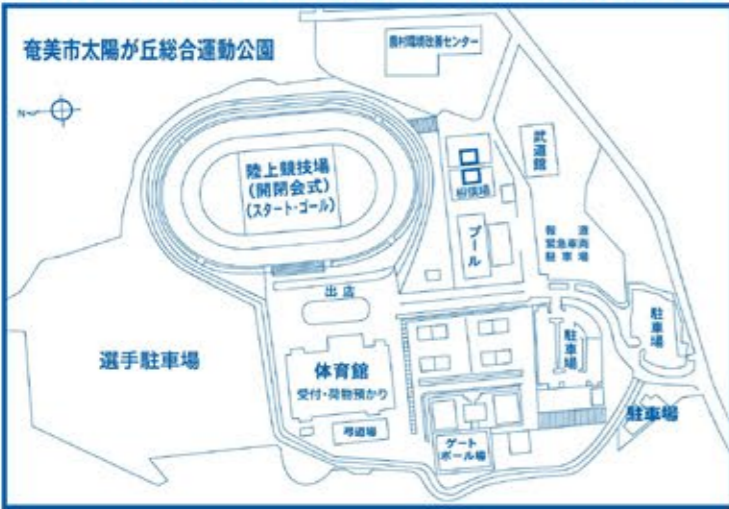 奄美市太陽が丘総合運動公園
農村環境改善センター
N
陸上競技場
(開閉会式)
(スタート・ゴール)
武道館
相撲場
プール
報道
緊急車両
駐車場
出店
選手駐車場
体育館
受付・荷物預かり
弓道場
駐車場
駐車場
駐車場
ゲート
ボール場